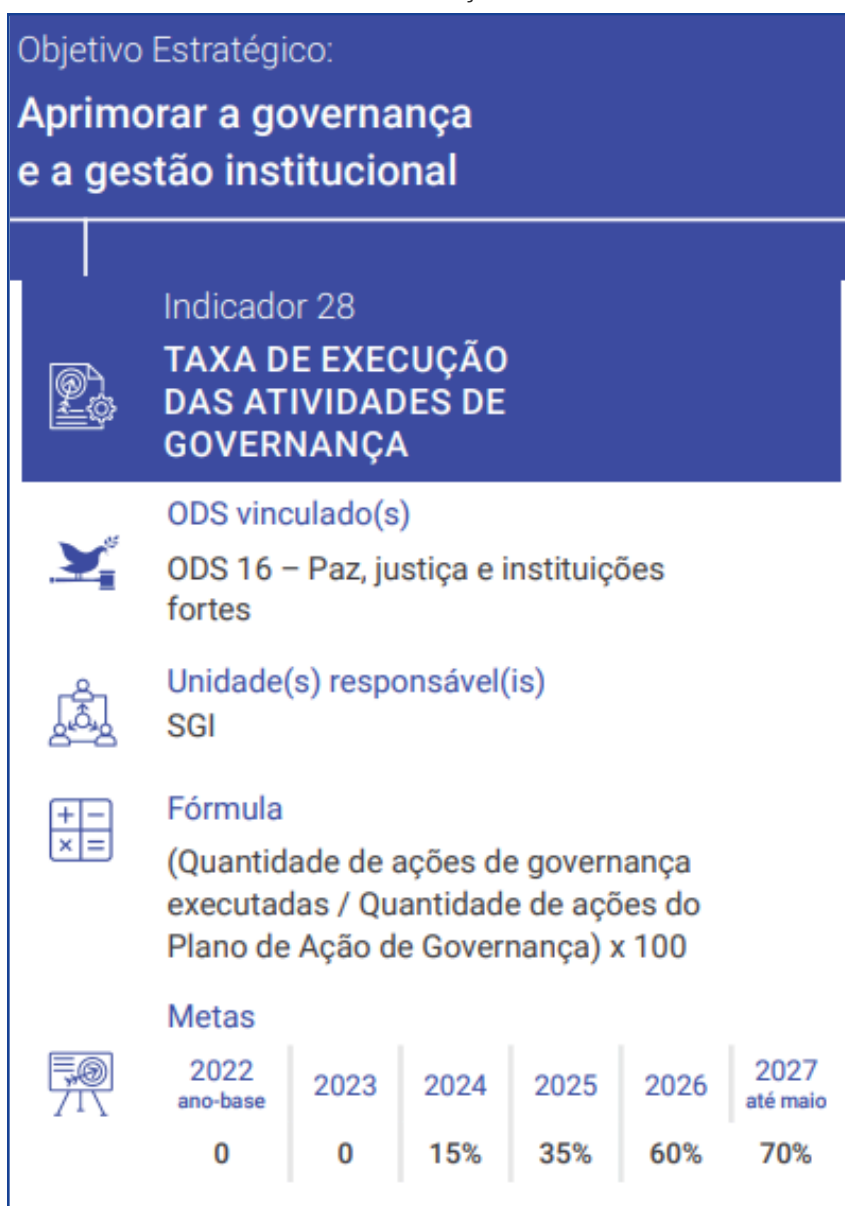 Objetivo Estratégico:
Aprimorar a governança
e a gestão institucional
Indicador 28
TAXA DE EXECUÇÃO
DAS ATIVIDADES DE
GOVERNANÇA
ODS vinculado(s)
ODS 16 – Paz, justiça e instituições
fortes
Unidade(s) responsável(is)
SGI
Fórmula
(Quantidade de ações de governança
executadas / Quantidade de ações do
Plano de Ação de Governança) x 100
Metas
2022 2023 2024 2025 2026 2027
ano-base até maio
0 0 15% 35% 60% 70%